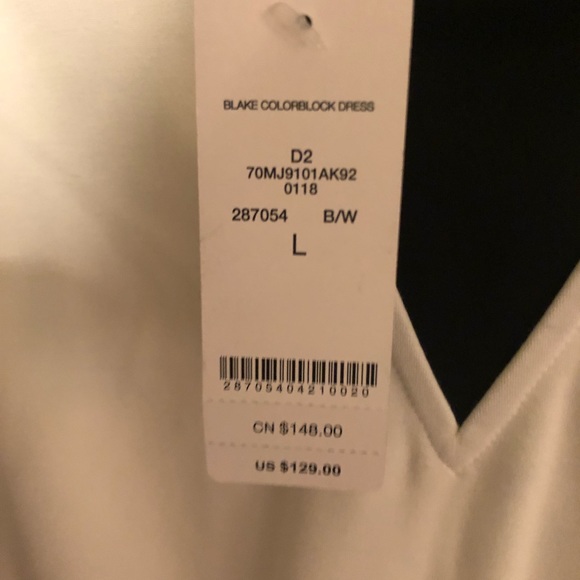 BLAKE COLORBLOCK DRESS
D2
70MJ9101AK92
0118
287054 B/W
L
28705404210020
CN $148.00
US $129.00